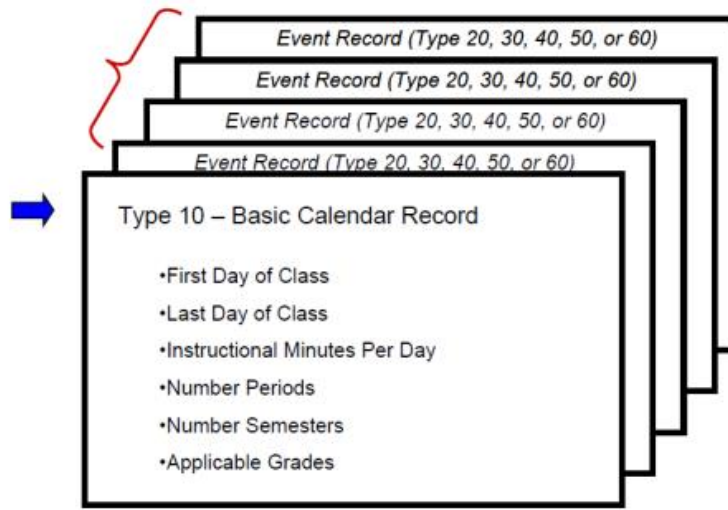 Event Record (Type 20, 30, 40, 50, or 60)
Event Record (Type 20, 30, 40, 50, or 60)
Event Record (Type 20, 30, 40, 50, or 60)
Event Record (Type 20, 30, 40, 50, or 60)
Type 10 – Basic Calendar Record
•First Day of Class
•Last Day of Class
•Instructional Minutes Per Day
•Number Periods
•Number Semesters
•Applicable Grades